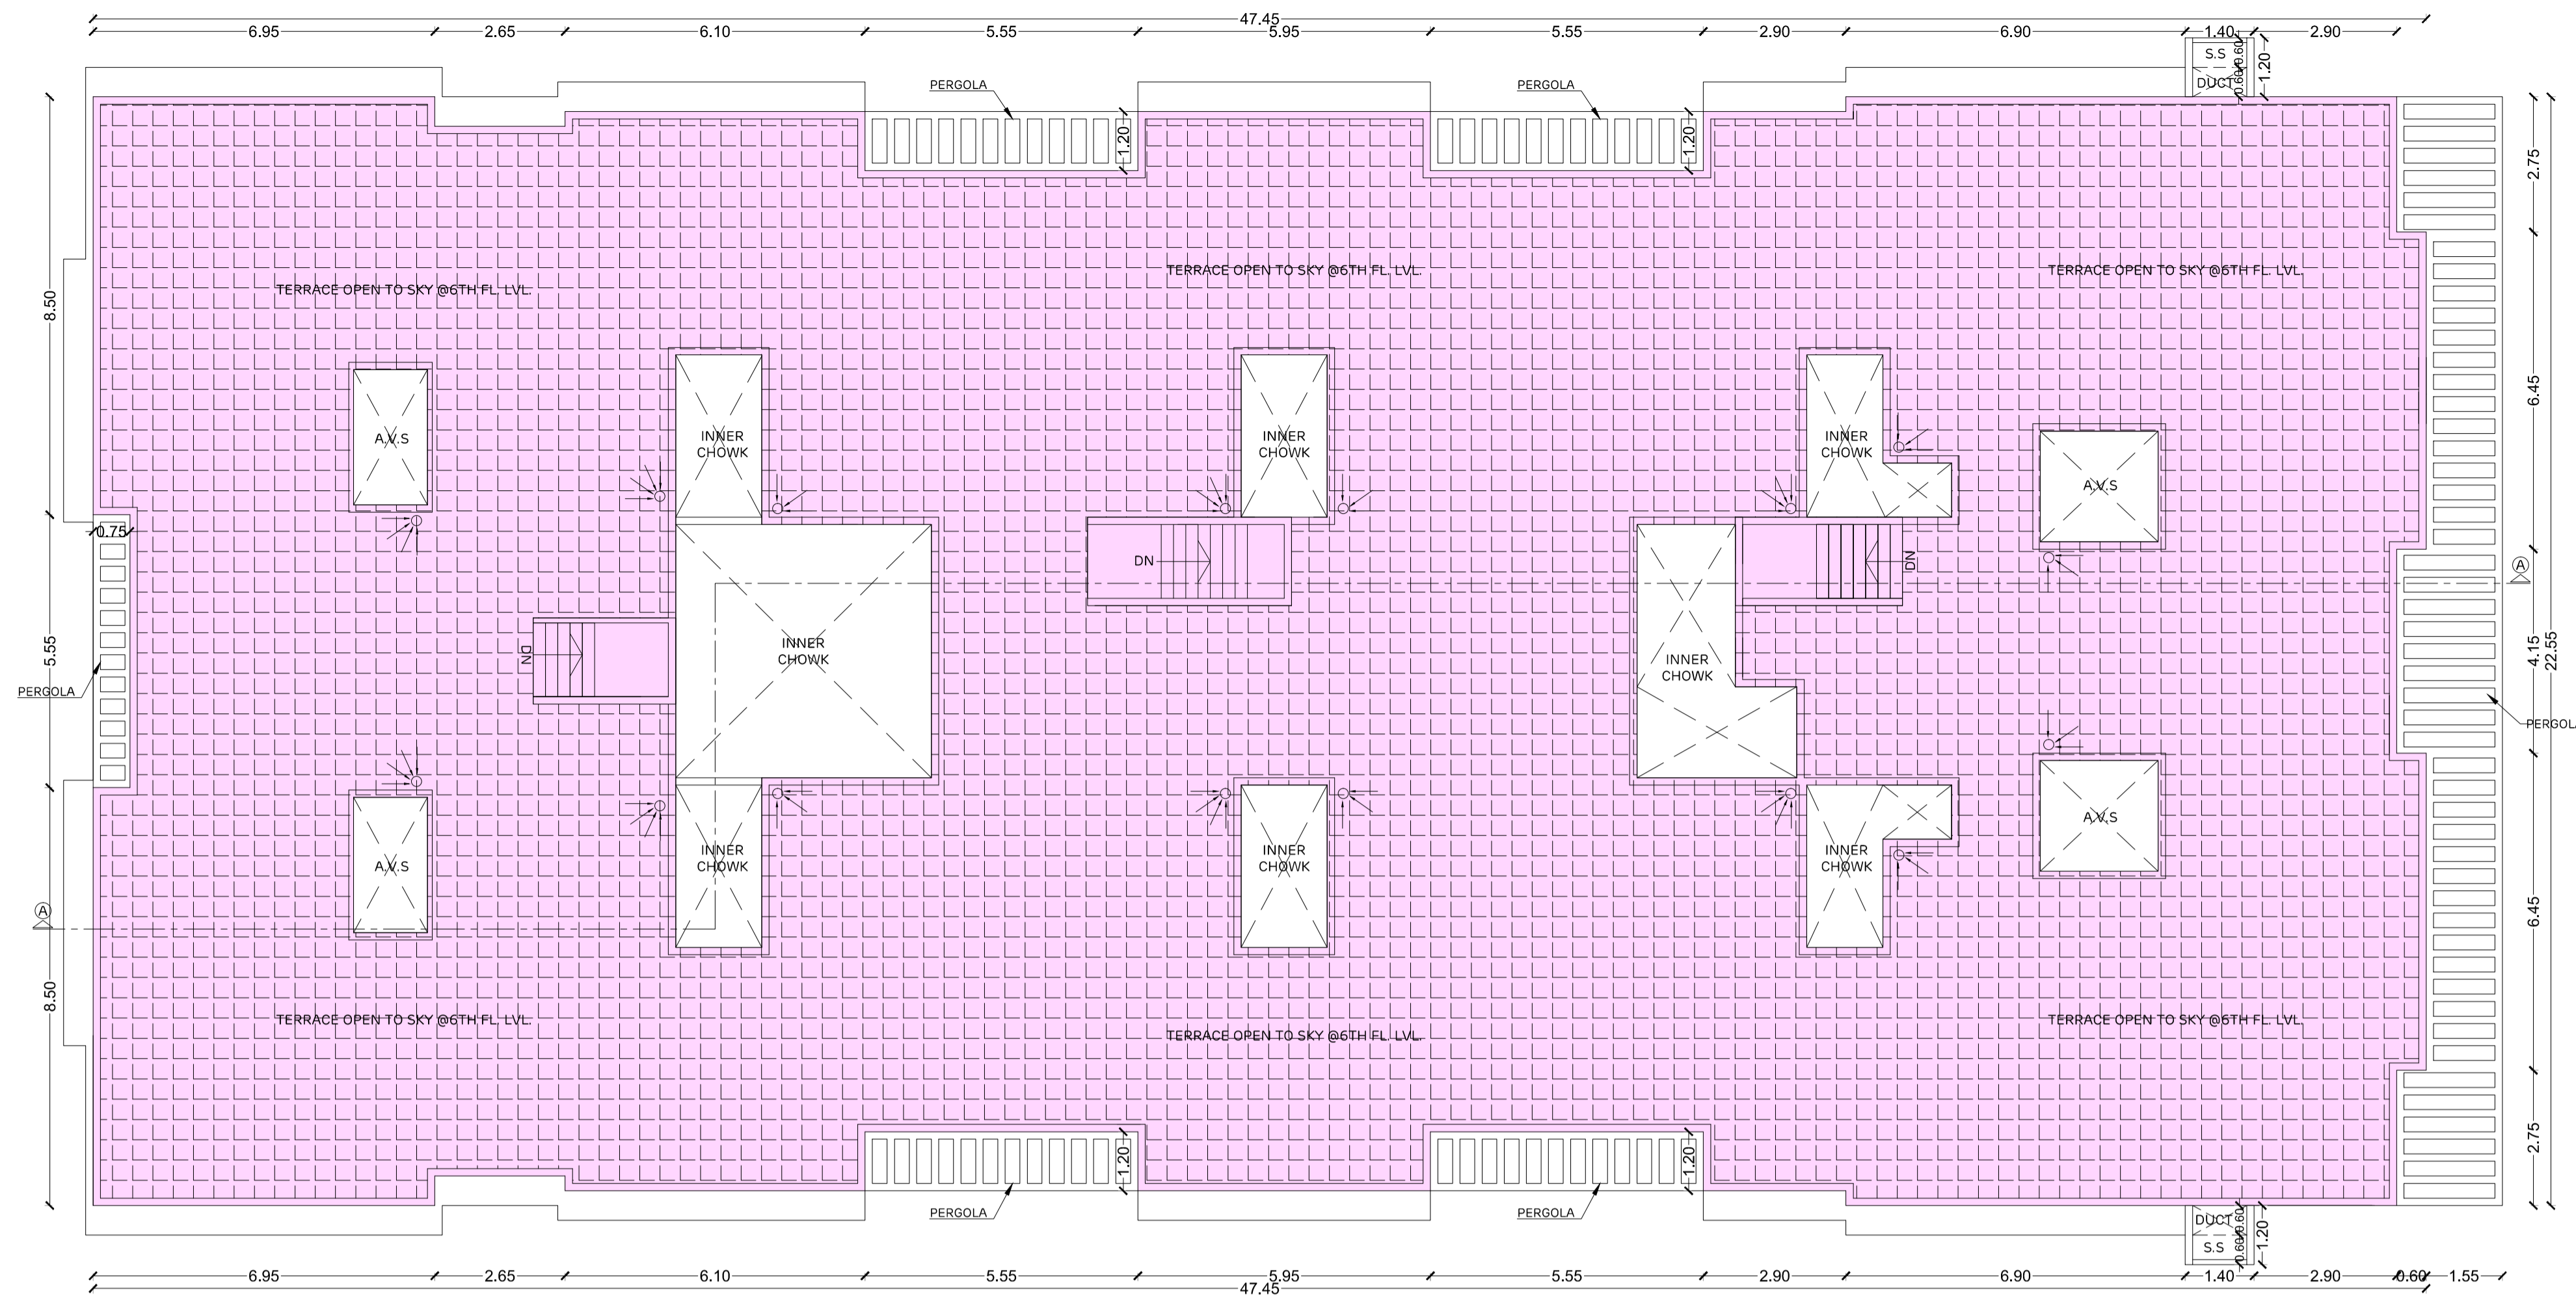 47.45
6.95 2.65 6.10 5.55 5.95 5.55 2.90 6.90 1.40 2.90
S.S 0.60 1.20
DUCT 0.60
PERGOLA PERGOLA
1.20 1.20
2.75
8.50
TERRACE OPEN TO SKY @6TH FL. LVL. TERRACE OPEN TO SKY @6TH FL. LVL.
TERRACE OPEN TO SKY @6TH FL. LVL.
6.45
A.V.S INNER INNER INNER
CHOWK CHOWK CHOWK
A.V.S
0.75
DN DN
A
INNER
CHOWK
DN
5.55
4.15
22.55
INNER
CHOWK
PERGOLA
PERGOLA
A.V.S
INNER INNER INNER
CHOWK CHOWK CHOWK
A.V.S
A
6.45
8.50
TERRACE OPEN TO SKY @6TH FL. LVL. TERRACE OPEN TO SKY @6TH FL. LVL.
TERRACE OPEN TO SKY @6TH FL. LVL.
2.75
1.20 1.20
PERGOLA PERGOLA
DUCT 0.60
S.S 0.60 1.20
6.95 2.65 6.10 5.55 5.95 5.55 2.90 6.90 1.40 2.90 0.60 1.55
47.45